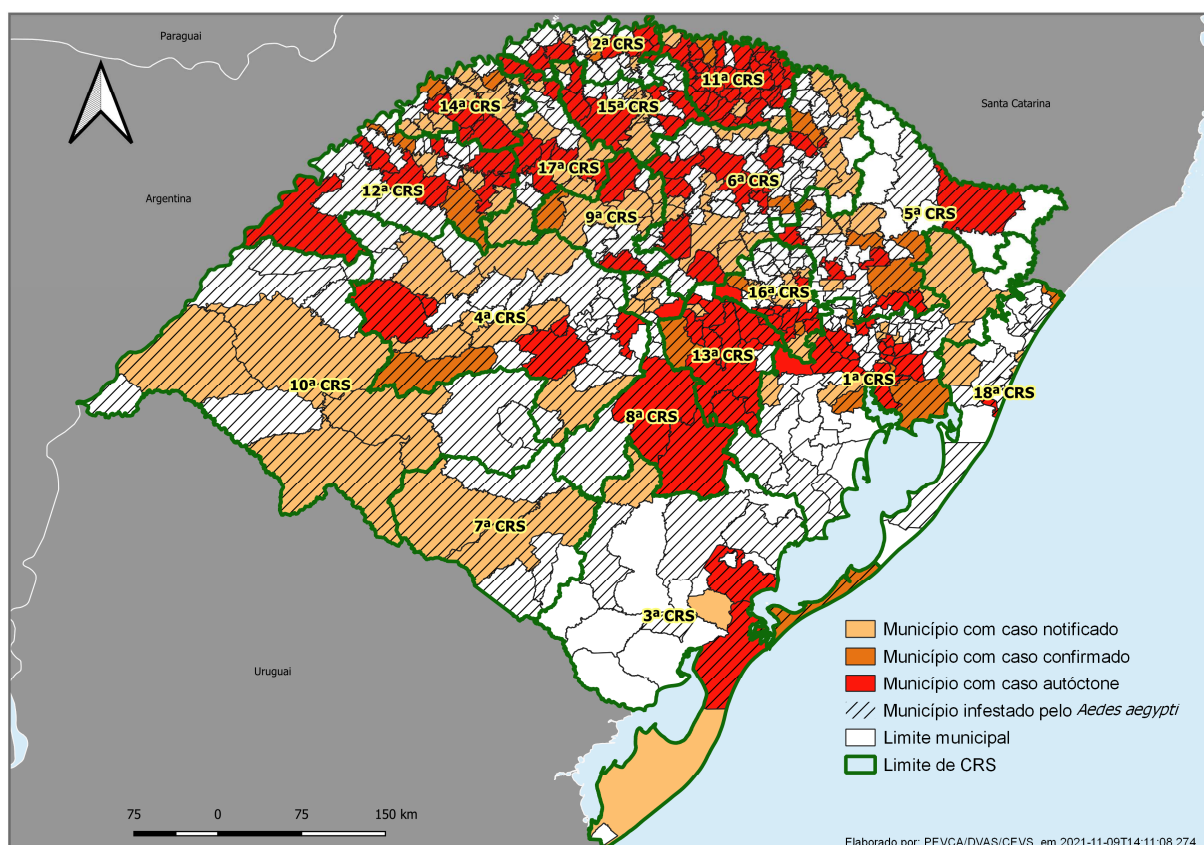 Paraguai
Santa Catarina
Argentina
Uruguai
2ª CRS
11ª CRS
14ª CRS
15ª CRS
17ª CRS
6ª CRS
12ª CRS
9ª CRS
5ª CRS
16ª CRS
4ª CRS
13ª CRS
10ª CRS
1ª CRS
18ª CRS
8ª CRS
7ª CRS
3ª CRS
Município com caso notificado
Município com caso confirmado
Município com caso autóctone
Município infestado pelo Aedes aegypti
Limite municipal
Limite de CRS
75 0 75 150 km
Elaborado por: PEVCA/DVAS/CEVS, em 2021-11-09T14:11:08.274